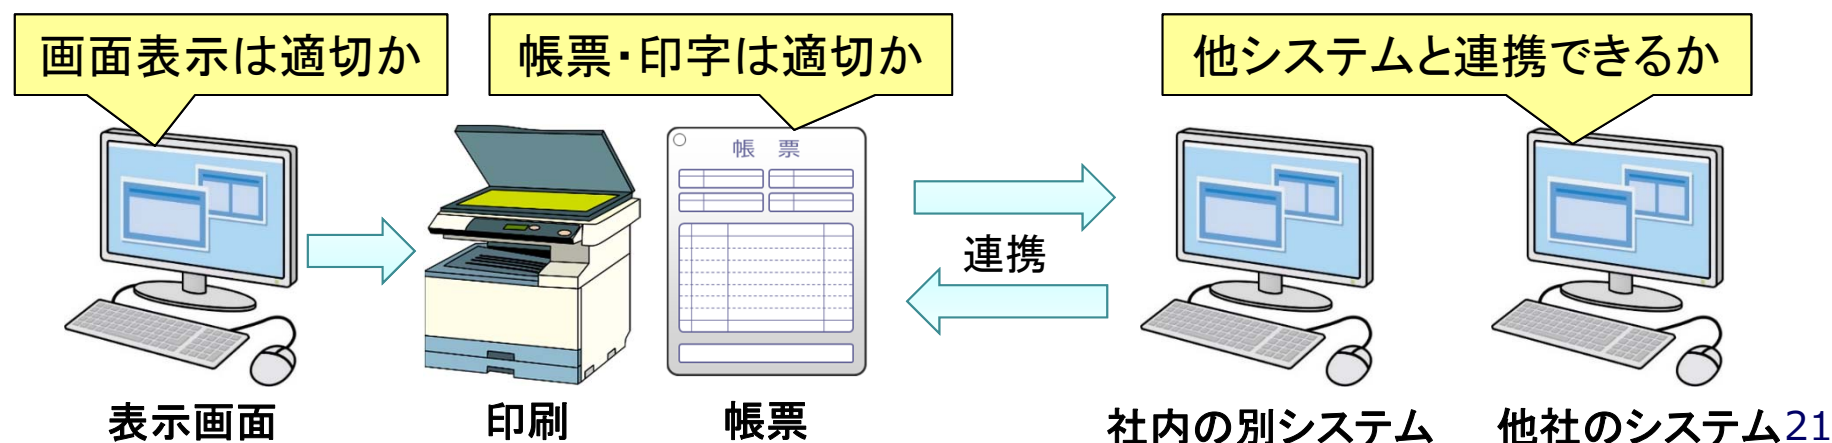 画面表示は適切か
帳票・印字は適切か
他システムと連携できるか
帳 票
連携
表示画面
印刷
帳票
社内の別システム
他社のシステム
21